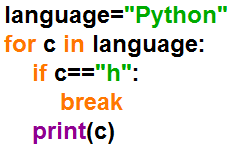 language="Python"
for c in language:
    if c=="h":
        break
    print(c)